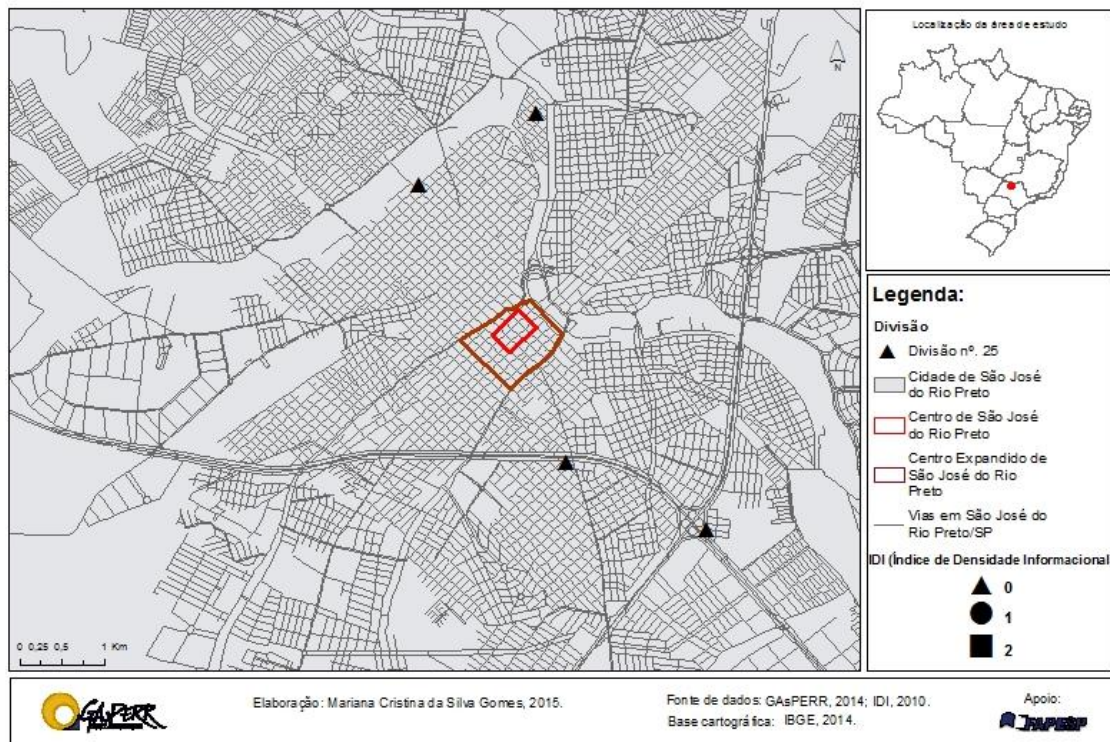 Localização da área de estudo
N
Legenda:
Divisão
Divisão nº. 25
Cidade de São José
do Rio Preto
Centro de São José
do Rio Preto
Centro Expandido de
São José do Rio
Preto
Vias em São José do
Rio Preto/SP
IDI (Índice de Densidade Informacional
0
1
2
0 0,25 0,5 1 Km
GAsPERR
Elaboração: Mariana Cristina da Silva Gomes, 2015.
Fonte de dados: GAsPERR, 2014; IDI, 2010.
Base cartográfica: IBGE, 2014.
Apoio:
FAPESP